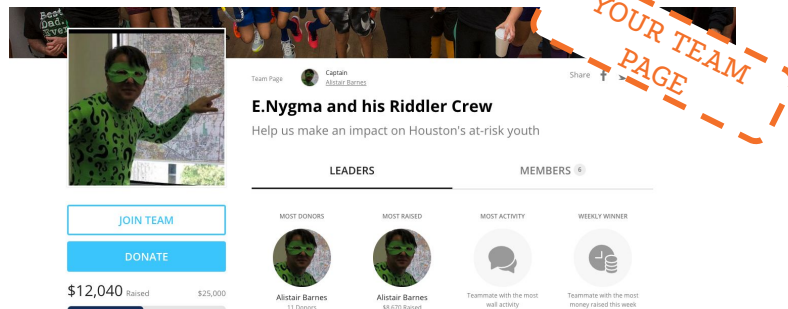 Best
Dad.
Ever
YOUR TEAM
PAGE
Team Page
Captain
Alistair Barnes
Share
E.Nygma and his Riddler Crew
Help us make an impact on Houston's at-risk youth
LEADERS
MEMBERS 6
JOIN TEAM
DONATE
$12,040 Raised
$25,000
MOST DONORS
MOST RAISED
MOST ACTIVITY
WEEKLY WINNER
Alistair Barnes
11 Donors
Alistair Barnes
$8,670 Raised
Teammate with the most
wall activity
Teammate with the most
money raised this week